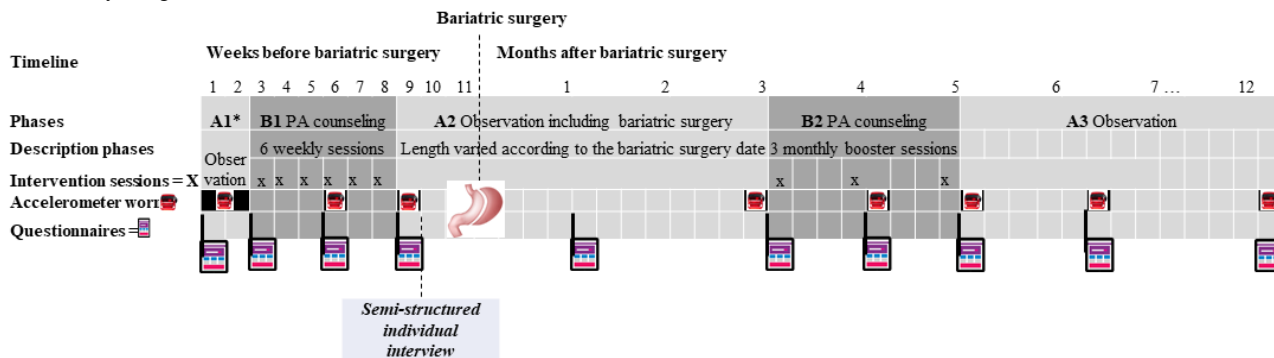 Bariatric surgery
Weeks before bariatric surgery Months after bariatric surgery
Timeline
1 2 3 4 5 6 7 8 9 10 11 1 2 3 4 5 6 7 … 12
Phases A1* B1 PA counseling A2 Observation including bariatric surgery B2 PA counseling A3 Observation
Description phases Obser 6 weekly sessions Length varied according to the bariatric surgery date 3 monthly booster sessions
Intervention sessions = X vation x x x x x x x x x
Accelerometer worn
Questionnaires =
Semi-structured
individual
interview